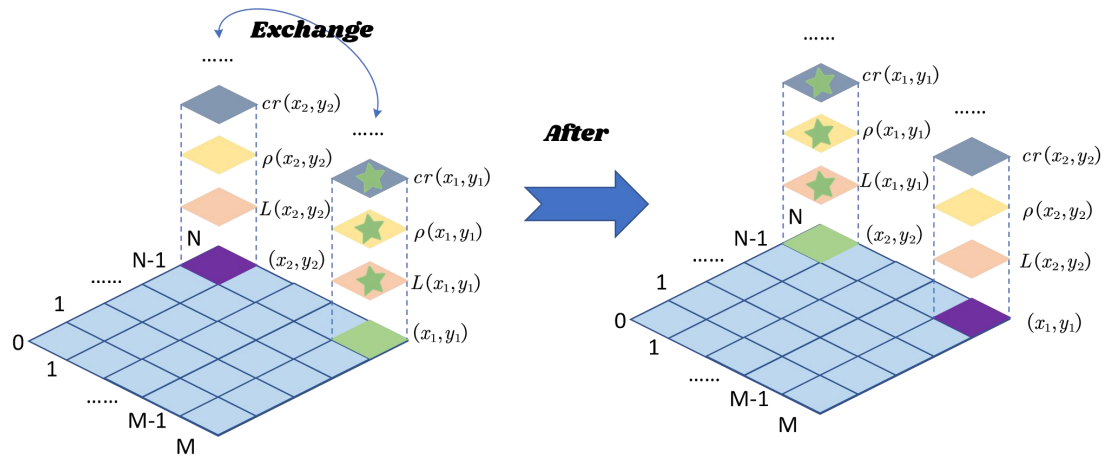 Exchange
......
cr(x₂,y₂)
ρ(x₂,y₂)
L(x₂,y₂)
(x₂,y₂)
......
cr(x₁,y₁)
ρ(x₁,y₁)
L(x₁,y₁)
(x₁,y₁)
N
N-1
......
1
0
1
......
M-1
M
After
......
cr(x₁,y₁)
ρ(x₁,y₁)
L(x₁,y₁)
(x₂,y₂)
......
cr(x₂,y₂)
ρ(x₂,y₂)
L(x₂,y₂)
(x₁,y₁)
N
N-1
......
1
0
1
......
M-1
M